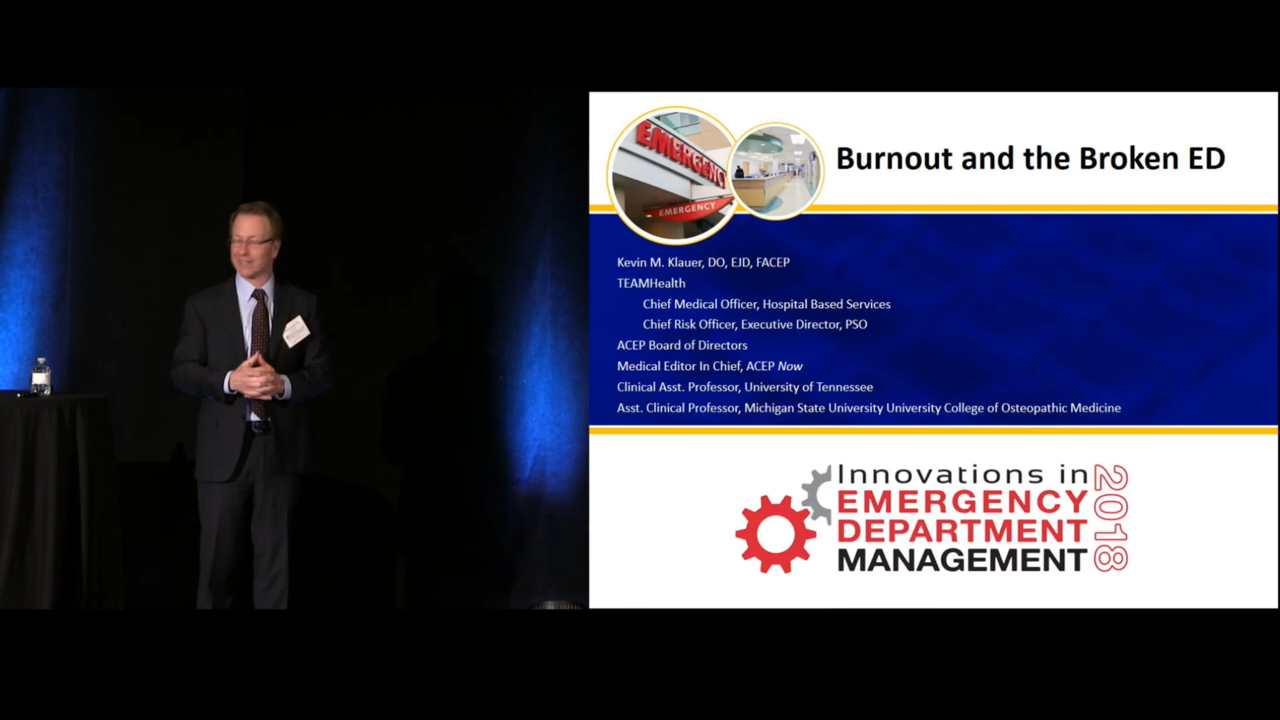 EMERGENCY
EMERGENCY
Burnout and the Broken ED
Kevin M. Klauer, DO, EJD, FACEP
TEAMHealth
Chief Medical Officer, Hospital Based Services
Chief Risk Officer, Executive Director, PSO
ACEP Board of Directors
Medical Editor In Chief, ACEP Now
Clinical Asst. Professor, University of Tennessee
Asst. Clinical Professor, Michigan State University University College of Osteopathic Medicine
Innovations in
EMERGENCY
DEPARTMENT
MANAGEMENT
2018